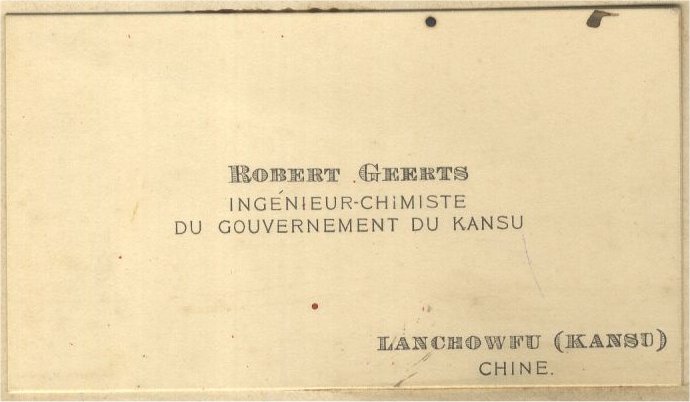 ROBERT GEERTS
INGÉNIEUR-CHIMISTE
DU GOUVERNEMENT DU KANSU
LANCHOWFU (KANSU)
CHINE.